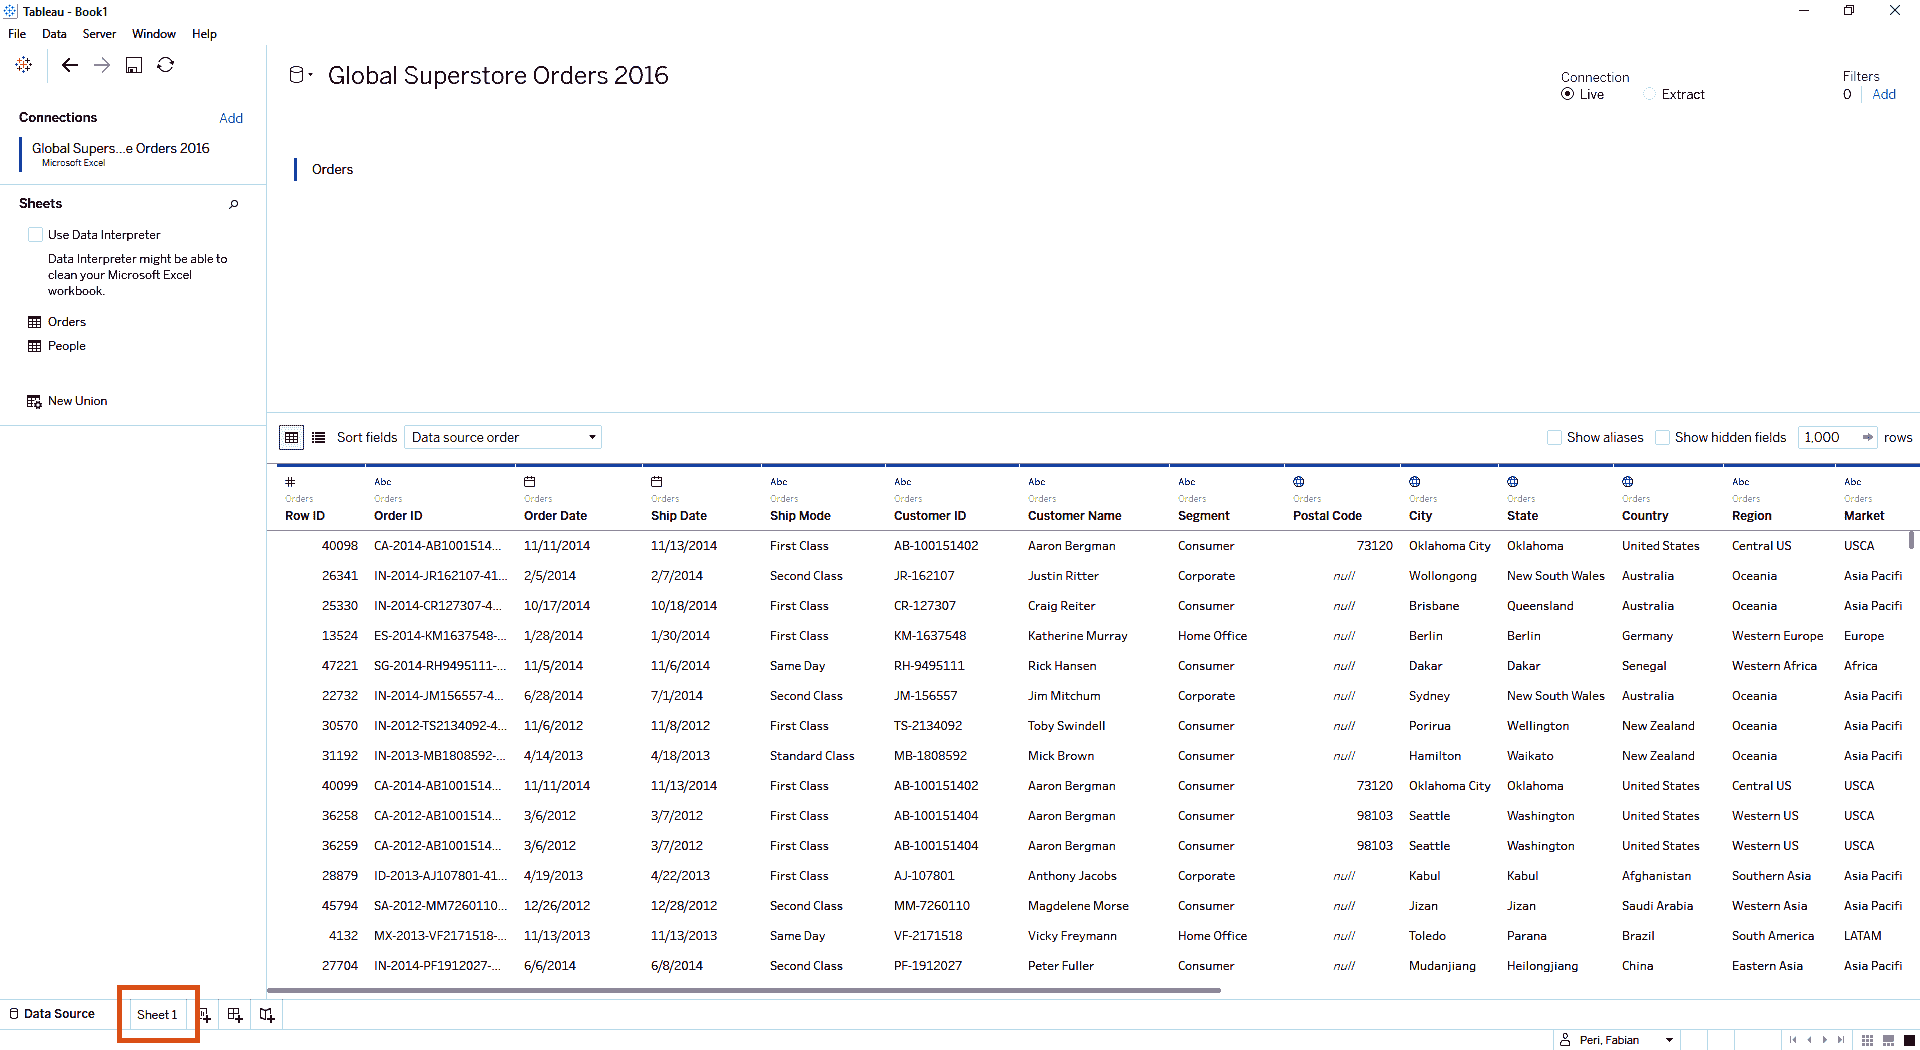 Tableau - Book1
File Data Server Window Help
Global Superstore Orders 2016
Connection
Live Extract
Filters
0 Add
Connections Add
Global Supers...e Orders 2016
Microsoft Excel
Orders
Sheets
Use Data Interpreter
Data Interpreter might be able to
clean your Microsoft Excel
workbook.
Orders
People
New Union
Sort fields Data source order Show aliases Show hidden fields 1,000 rows
# Abc Abc Abc Abc Abc Abc Abc
Orders Orders Orders Orders Orders Orders Orders Orders Orders Orders Orders Orders Orders Orders
Row ID Order ID Order Date Ship Date Ship Mode Customer ID Customer Name Segment Postal Code City State Country Region Market
40098 CA-2014-AB1001514... 11/11/2014 11/13/2014 First Class AB-100151402 Aaron Bergman Consumer 73120 Oklahoma City Oklahoma United States Central US USCA
26341 IN-2014-JR162107-41... 2/5/2014 2/7/2014 Second Class JR-162107 Justin Ritter Corporate null Wollongong New South Wales Australia Oceania Asia Pacifi
25330 IN-2014-CR127307-4... 10/17/2014 10/18/2014 First Class CR-127307 Craig Reiter Consumer null Brisbane Queensland Australia Oceania Asia Pacifi
13524 ES-2014-KM1637548-... 1/28/2014 1/30/2014 First Class KM-1637548 Katherine Murray Home Office null Berlin Berlin Germany Western Europe Europe
47221 SG-2014-RH9495111-... 11/5/2014 11/6/2014 Same Day RH-9495111 Rick Hansen Consumer null Dakar Dakar Senegal Western Africa Africa
22732 IN-2014-JM156557-4... 6/28/2014 7/1/2014 Second Class JM-156557 Jim Mitchum Corporate null Sydney New South Wales Australia Oceania Asia Pacifi
30570 IN-2012-TS2134092-4... 11/6/2012 11/8/2012 First Class TS-2134092 Toby Swindell Consumer null Porirua Wellington New Zealand Oceania Asia Pacifi
31192 IN-2013-MB1808592-... 4/14/2013 4/18/2013 Standard Class MB-1808592 Mick Brown Consumer null Hamilton Waikato New Zealand Oceania Asia Pacifi
40099 CA-2014-AB1001514... 11/11/2014 11/13/2014 First Class AB-100151402 Aaron Bergman Consumer 73120 Oklahoma City Oklahoma United States Central US USCA
36258 CA-2012-AB1001514... 3/6/2012 3/7/2012 First Class AB-100151404 Aaron Bergman Consumer 98103 Seattle Washington United States Western US USCA
36259 CA-2012-AB1001514... 3/6/2012 3/7/2012 First Class AB-100151404 Aaron Bergman Consumer 98103 Seattle Washington United States Western US USCA
28879 ID-2013-AJ107801-41... 4/19/2013 4/22/2013 First Class AJ-107801 Anthony Jacobs Corporate null Kabul Kabul Afghanistan Southern Asia Asia Pacifi
45794 SA-2012-MM7260110... 12/26/2012 12/28/2012 Second Class MM-7260110 Magdelene Morse Consumer null Jizan Jizan Saudi Arabia Western Asia Asia Pacifi
4132 MX-2013-VF2171518-... 11/13/2013 11/13/2013 Same Day VF-2171518 Vicky Freymann Home Office null Toledo Parana Brazil South America LATAM
27704 IN-2014-PF1912027-... 6/6/2014 6/8/2014 Second Class PF-1912027 Peter Fuller Consumer null Mudanjiang Heilongjiang China Eastern Asia Asia Pacifi
Data Source Sheet 1
Peri, Fabian